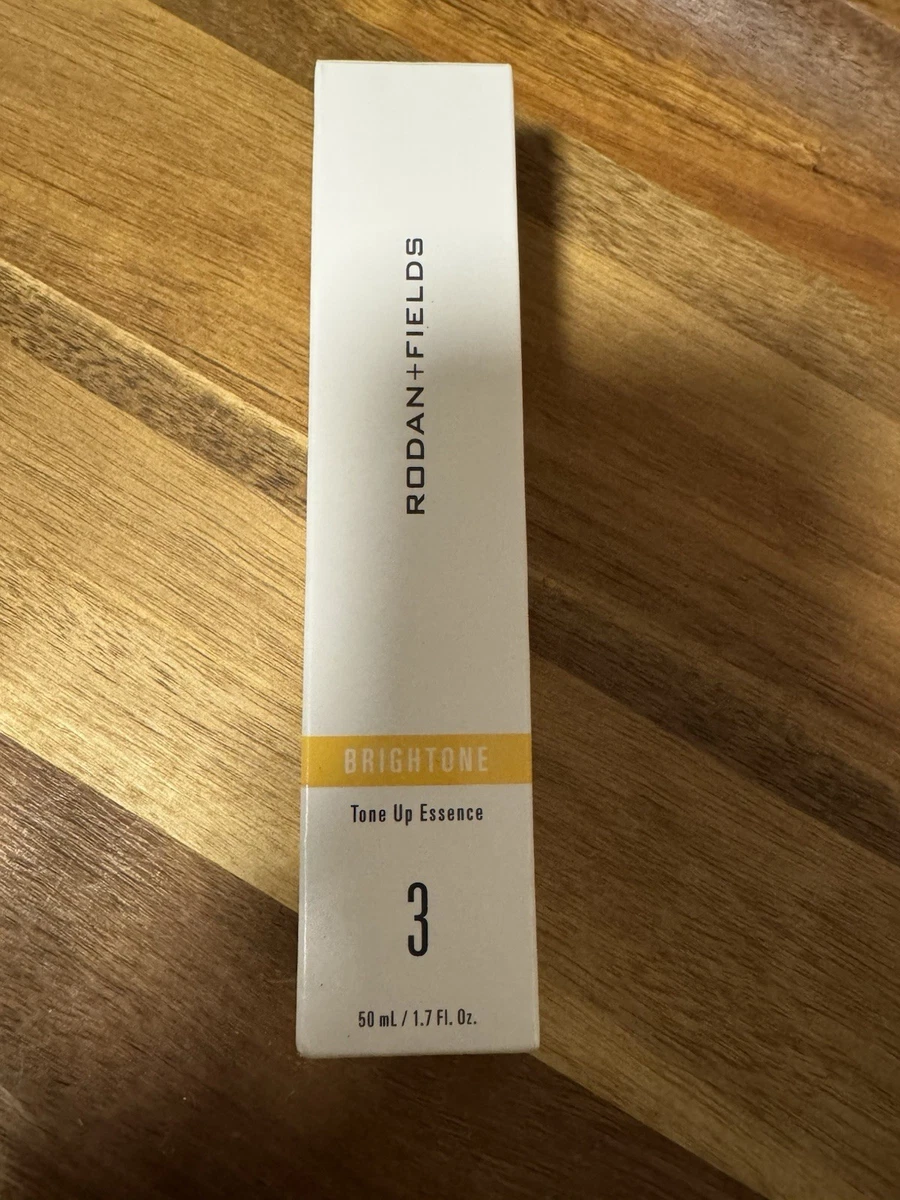 RODAN+FIELDS
BRIGHTONE
Tone Up Essence
3
50 mL / 1.7 Fl. Oz.